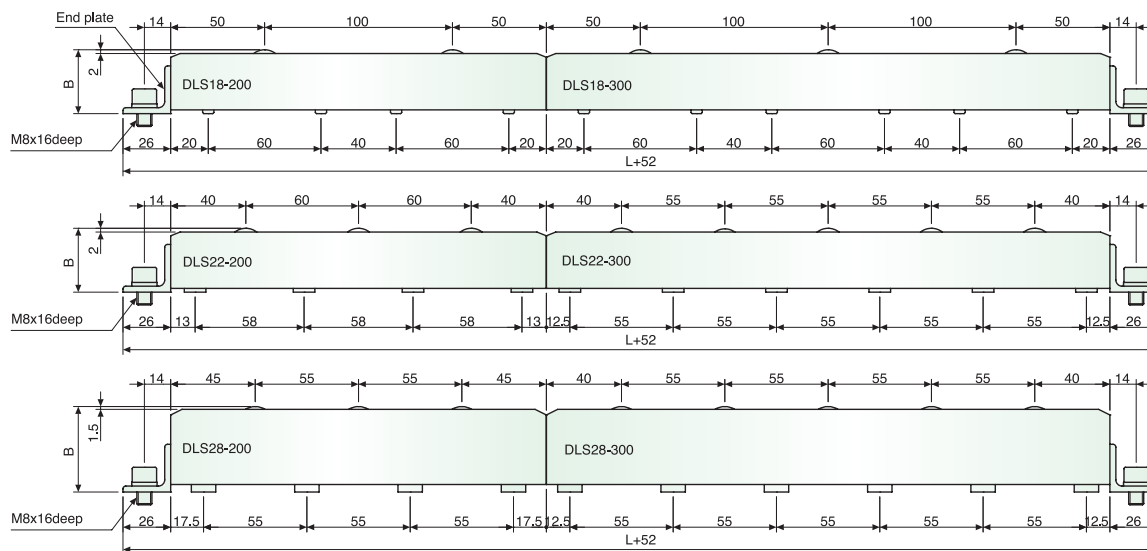 End plate
14 50 100 50 50 100 100 50 14
B 2 DLS18-200 DLS18-300
M8x16deep
26 20 60 40 60 20 20 60 40 60 40 60 20 26
L+52
14 40 60 60 40 40 55 55 55 55 40 14
B 2 DLS22-200 DLS22-300
M8x16deep
26 13 58 58 58 13 12.5 55 55 55 55 55 12.5 26
L+52
14 45 55 55 45 40 55 55 55 55 40 14
B 1.5 DLS28-200 DLS28-300
M8x16deep
26 17.5 55 55 55 17.5 12.5 55 55 55 55 55 12.5 26
L+52